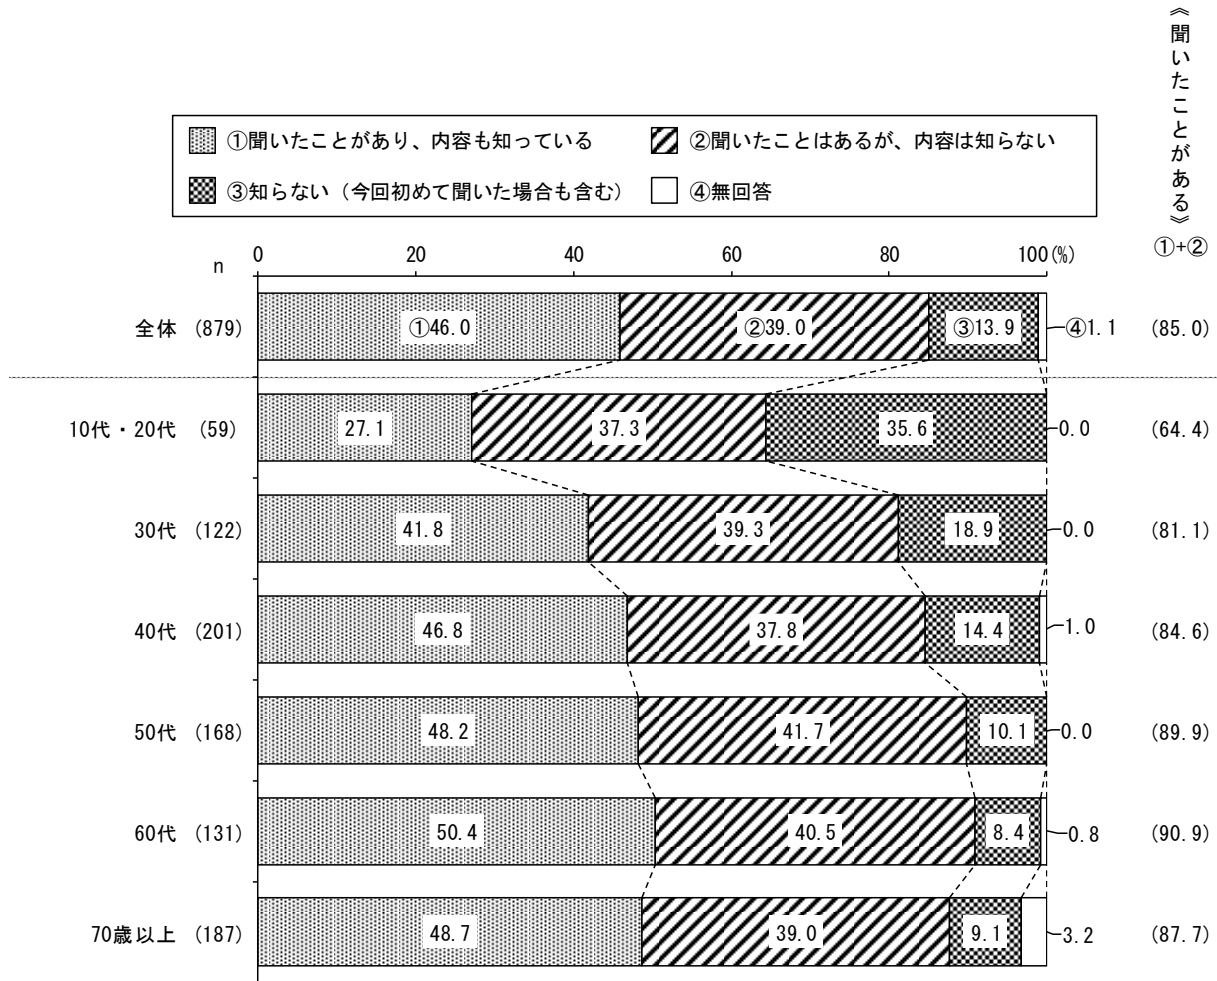 《聞いたことがある》
①+②
①聞いたことがあり、内容も知っている ②聞いたことはあるが、内容は知らない
③知らない（今回初めて聞いた場合も含む） ④無回答
n 0 20 40 60 80 100(%)
全体 (879) ①46.0 ②39.0 ③13.9 ④1.1 (85.0)
10代・20代 (59) 27.1 37.3 35.6 0.0 (64.4)
30代 (122) 41.8 39.3 18.9 0.0 (81.1)
40代 (201) 46.8 37.8 14.4 1.0 (84.6)
50代 (168) 48.2 41.7 10.1 0.0 (89.9)
60代 (131) 50.4 40.5 8.4 0.8 (90.9)
70歳以上 (187) 48.7 39.0 9.1 3.2 (87.7)